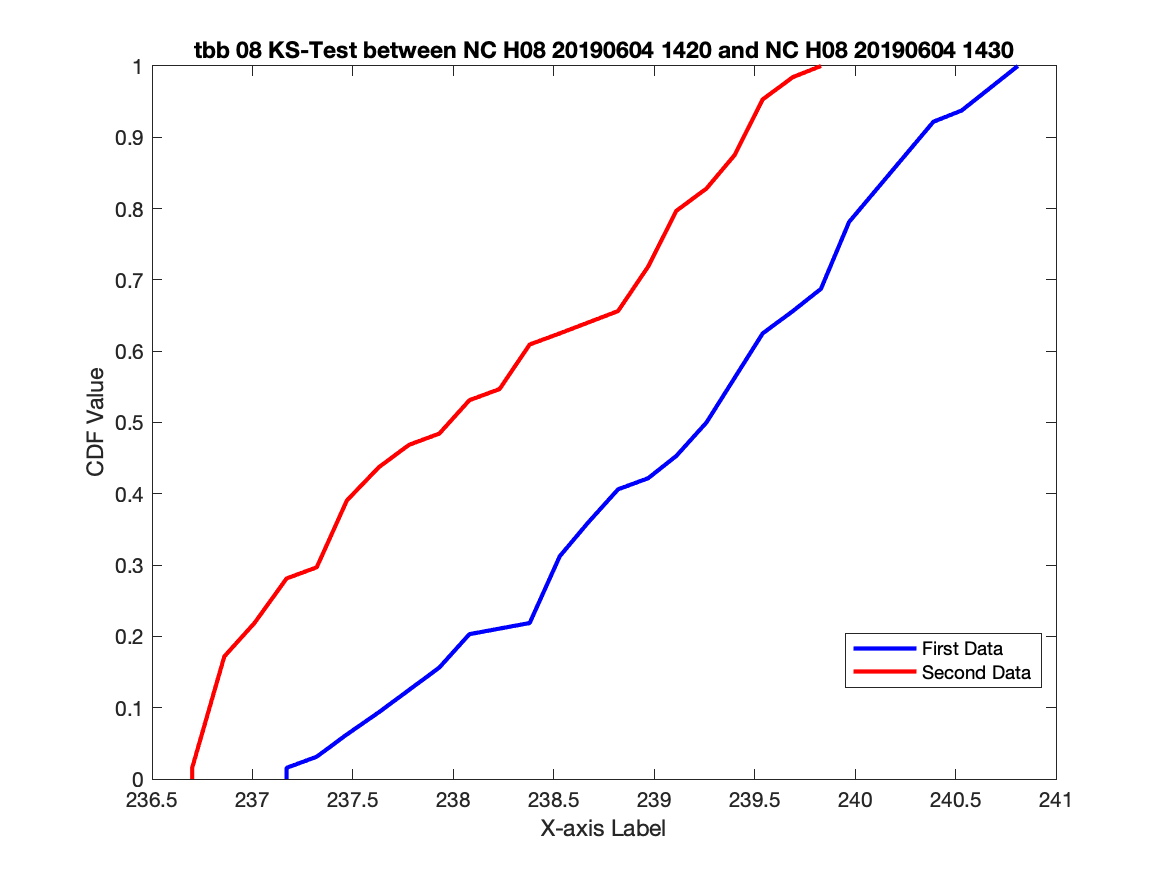 tbb 08 KS-Test between NC H08 20190604 1420 and NC H08 20190604 1430
1
0.9
0.8
0.7
0.6
0.5
0.4
0.3
0.2
0.1
0
CDF Value
First Data
Second Data
236.5 237 237.5 238 238.5 239 239.5 240 240.5 241
X-axis Label